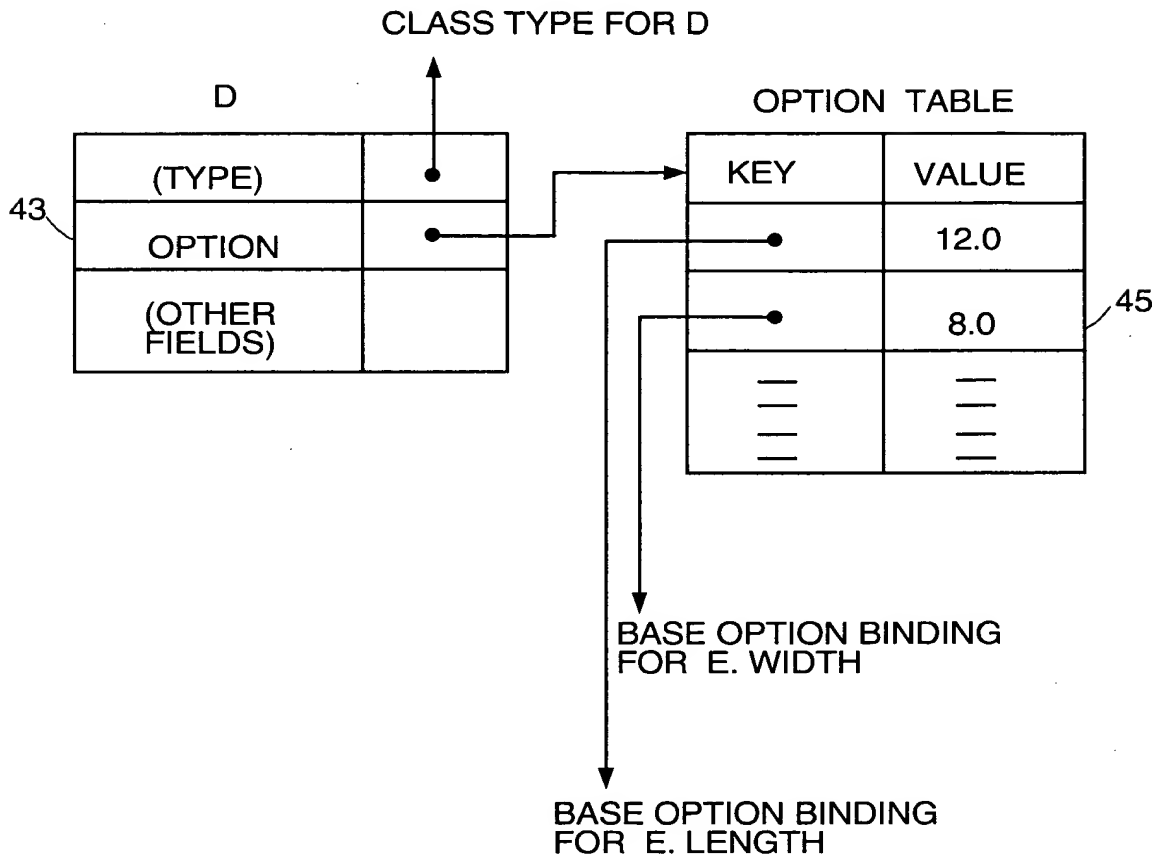 CLASS TYPE FOR D
D
(TYPE)
43
OPTION
(OTHER
FIELDS)
OPTION TABLE
KEY VALUE
12.0
8.0
45
BASE OPTION BINDING
FOR E. WIDTH
BASE OPTION BINDING
FOR E. LENGTH